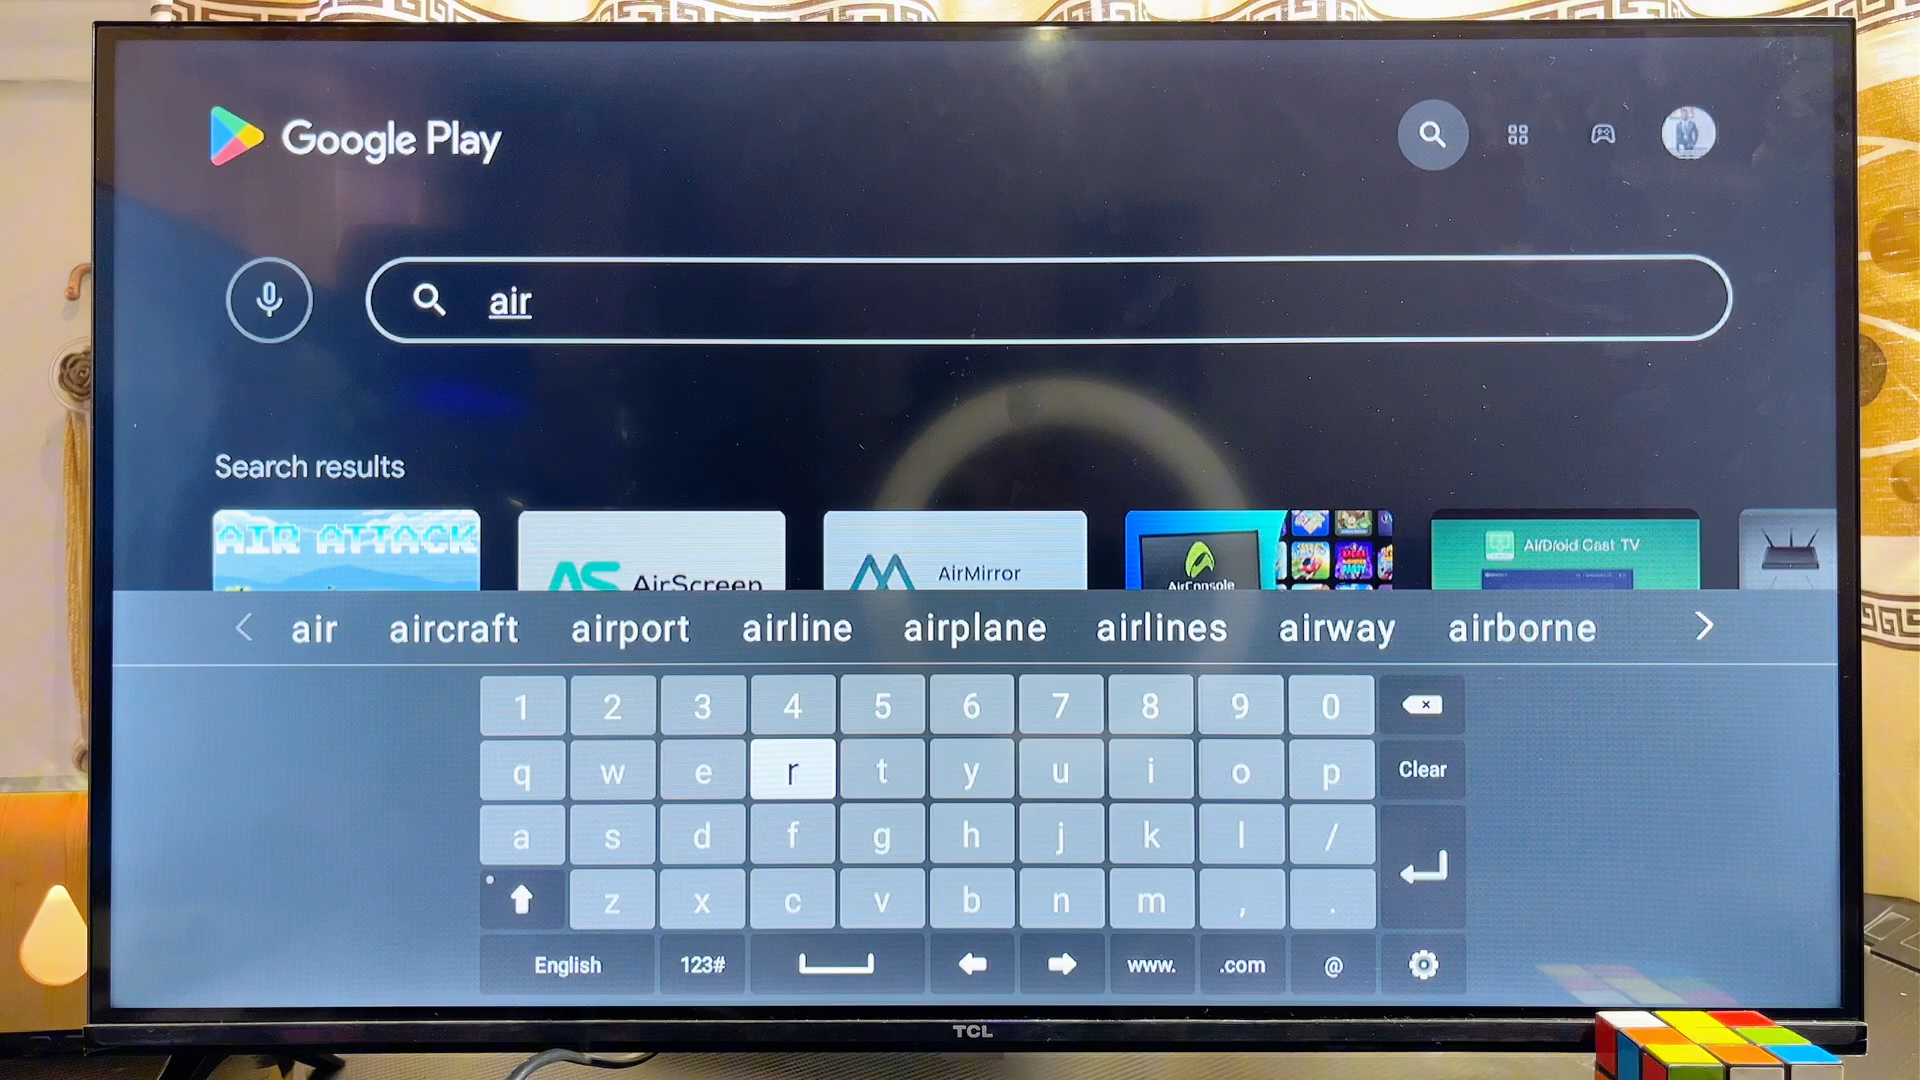 Google Play
air
Search results
AIR ATTACK
AS AirScreen
AirMirror
AirConsole
AirDroid Cast TV
air aircraft airport airline airplane airlines airway airborne
1 2 3 4 5 6 7 8 9 0
q w e r t y u i o p Clear
a s d f g h j k l /
z x c v b n m , .
English 123# www. .com @
TCL